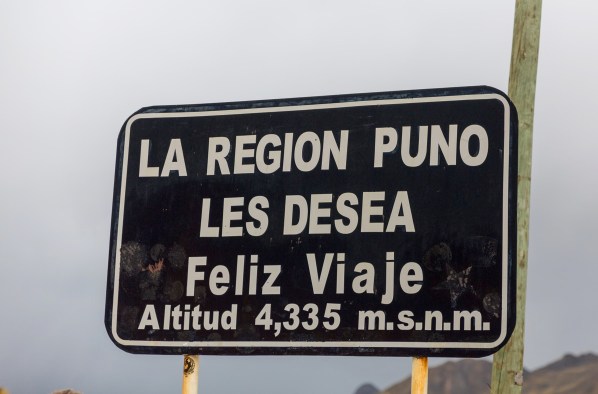 LA REGION PUNO
LES DESEA
Feliz Viaje
Altitud 4,335 m.s.n.m.